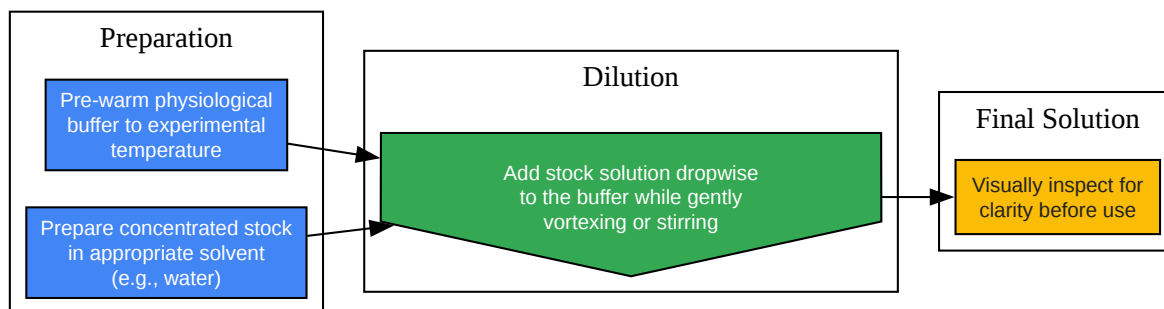 Preparation
Pre-warm physiological
buffer to experimental
temperature
Prepare concentrated stock
in appropriate solvent
(e.g., water)
Dilution
Add stock solution dropwise
to the buffer while gently
vortexing or stirring
Final Solution
Visually inspect for
clarity before use